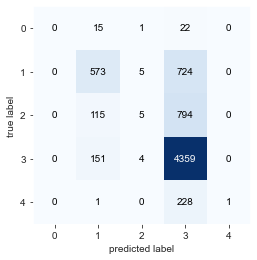 0 0 15 1 22 0
1 0 573 5 724 0
2 0 115 5 794 0
3 0 151 4 4359 0
4 0 1 0 228 1
0 1 2 3 4
predicted label
true label